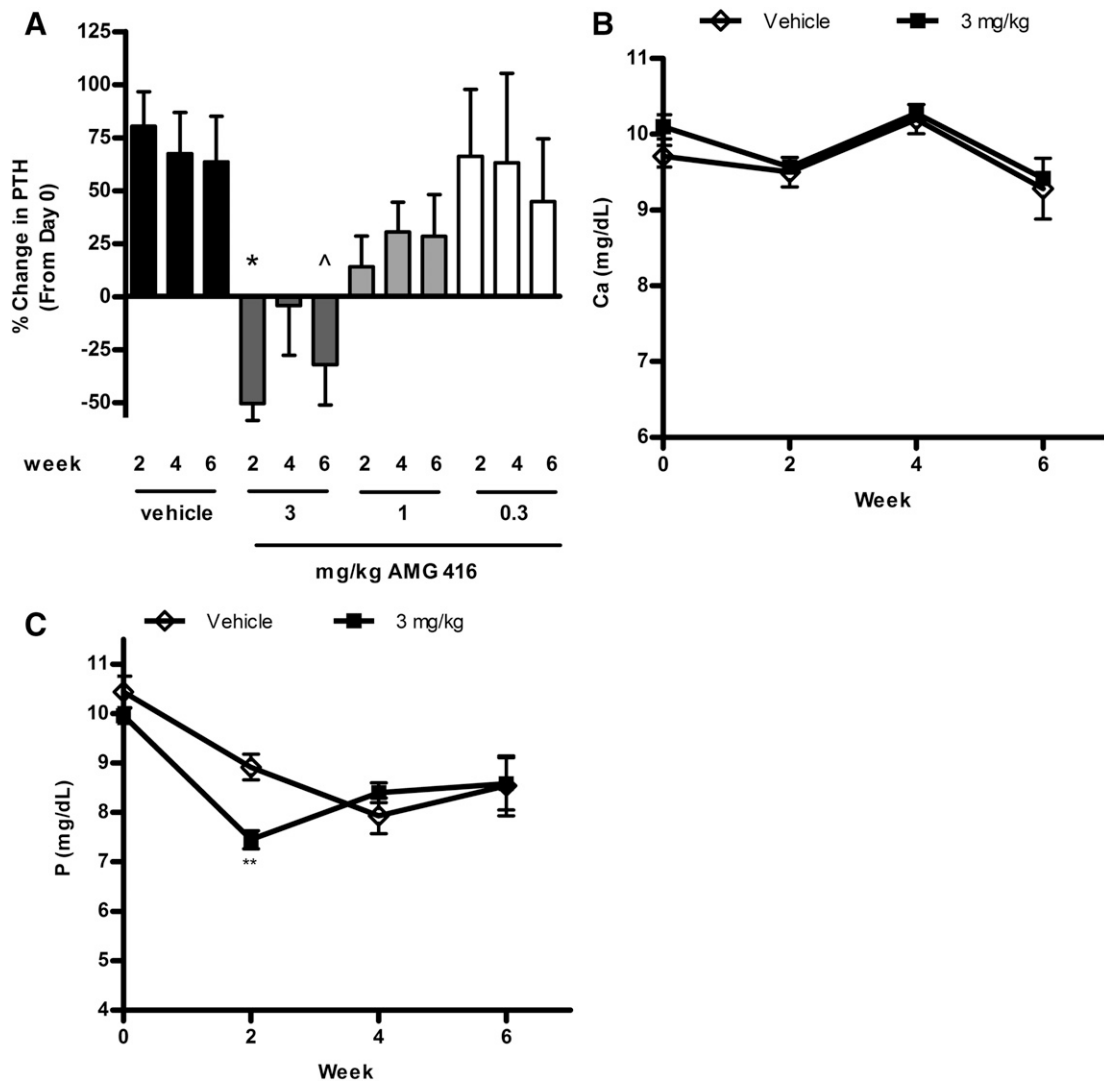 A
% Change in PTH
(From Day 0)
125
100
75
50
25
0
-25
-50
*
^
week 2 4 6 2 4 6 2 4 6 2 4 6
vehicle 3 1 0.3
mg/kg AMG 416
B
Vehicle 3 mg/kg
Ca (mg/dL)
11
10
9
8
7
6
0 2 4 6
Week
C
Vehicle 3 mg/kg
P (mg/dL)
11
10
9
8
7
6
5
4
**
0 2 4 6
Week